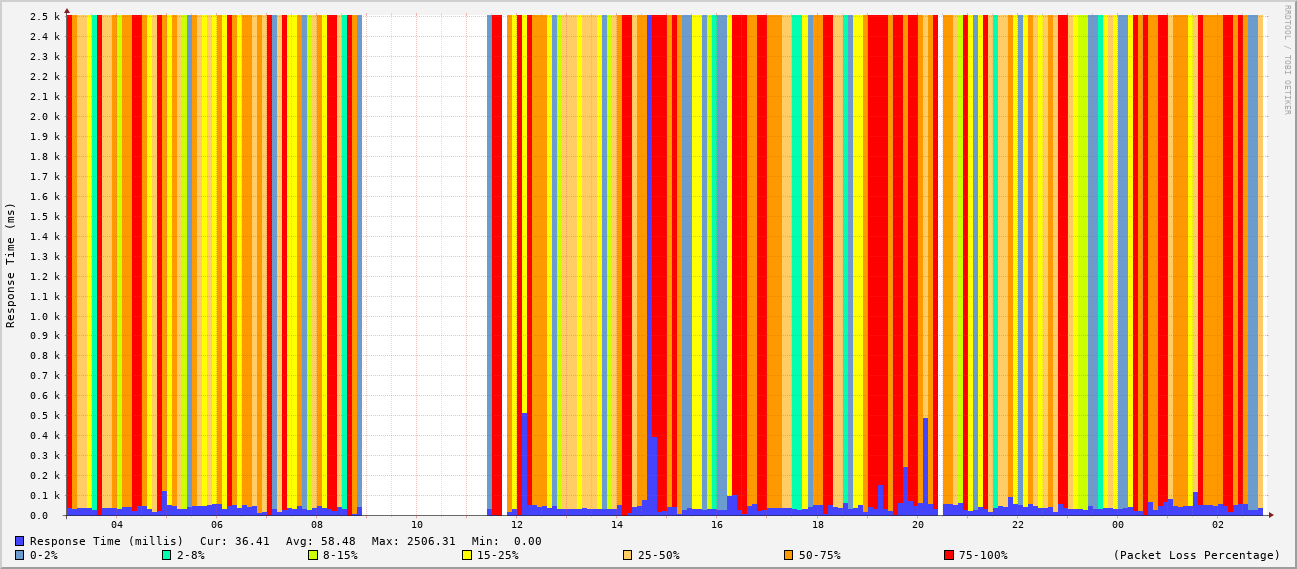 RRDTOOL / TOBI OETIKER
Response Time (ms)
2.5 k
2.4 k
2.3 k
2.2 k
2.1 k
2.0 k
1.9 k
1.8 k
1.7 k
1.6 k
1.5 k
1.4 k
1.3 k
1.2 k
1.1 k
1.0 k
0.9 k
0.8 k
0.7 k
0.6 k
0.5 k
0.4 k
0.3 k
0.2 k
0.1 k
0.0
04 06 08 10 12 14 16 18 20 22 00 02
Response Time (millis) Cur: 36.41 Avg: 58.48 Max: 2506.31 Min: 0.00
0-2% 2-8% 8-15% 15-25% 25-50% 50-75% 75-100% (Packet Loss Percentage)